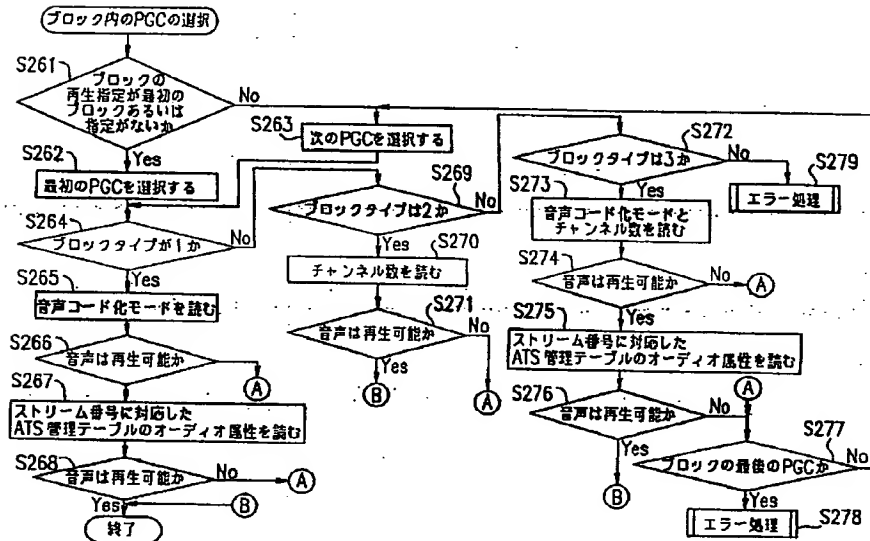 ブロック内のPGCの選択
S261
ブロックの
再生指定が最初の
ブロックあるいは
指定がないか
No
Yes
S262
最初のPGCを選択する
S263
次のPGCを選択する
S264
ブロックタイプが1か
No
Yes
S265
音声コード化モードを読む
S266
音声は再生可能か
A
S267
ストリーム番号に対応した
ATS管理テーブルのオーディオ属性を読む
S268
音声は再生可能か
No
A
Yes
B
終了
S269
ブロックタイプは2か
No
Yes
S270
チャンネル数を読む
S271
音声は再生可能か
No
Yes
B
A
S272
ブロックタイプは3か
No
Yes
S279
エラー処理
S273
音声コード化モードと
チャンネル数を読む
S274
音声は再生可能か
No
A
Yes
S275
ストリーム番号に対応した
ATS管理テーブルのオーディオ属性を読む
S276
音声は再生可能か
No
A
Yes
B
S277
ブロックの最後のPGCか
No
Yes
エラー処理
S278